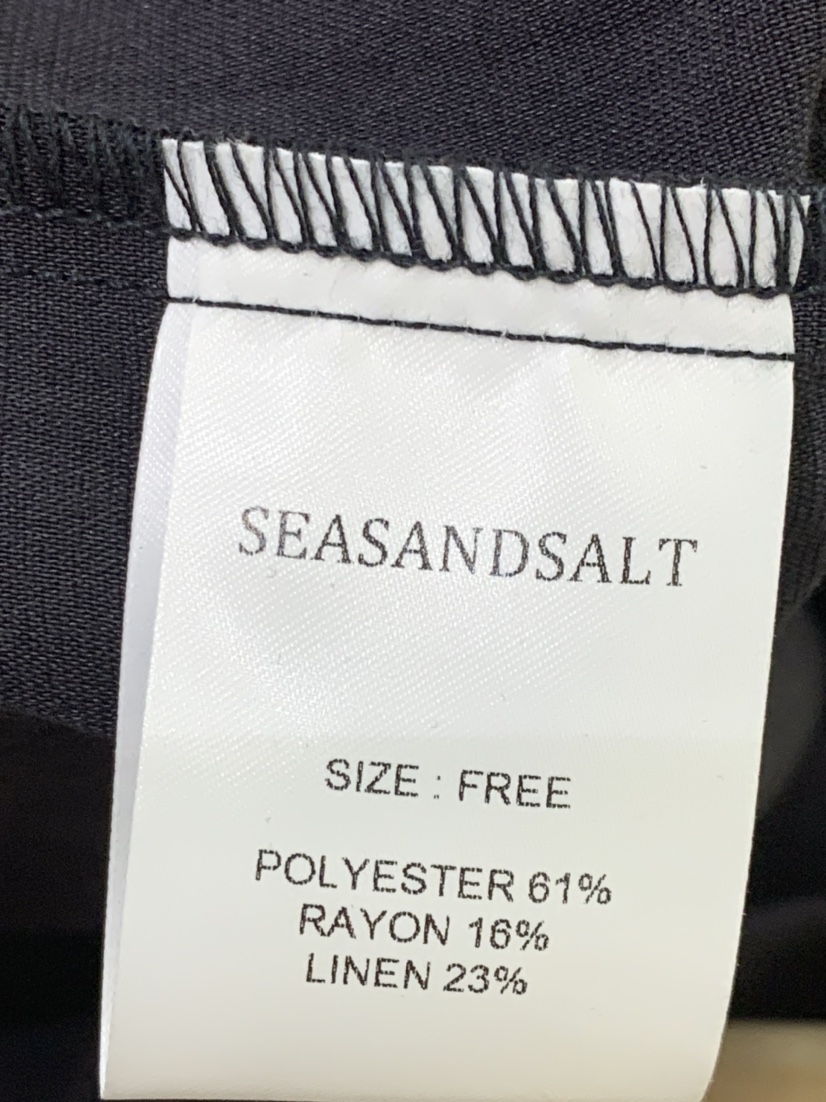 SEASANDSALT
SIZE : FREE
POLYESTER 61%
RAYON 16%
LINEN 23%